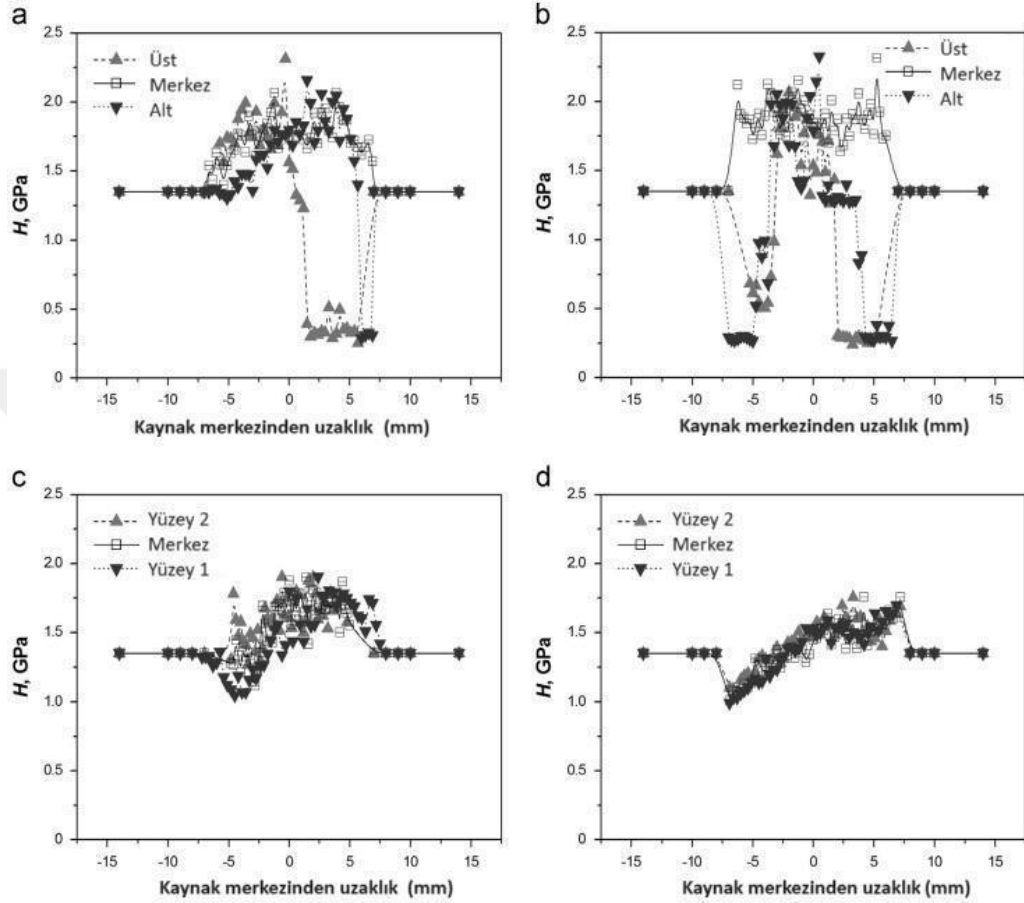 a
2.5
2.0
1.5
1.0
0.5
0
H, GPa
Üst
Merkez
Alt
-15 -10 -5 0 5 10 15
Kaynak merkezinden uzaklık (mm)
b
2.5
2.0
1.5
1.0
0.5
0
H, GPa
Üst
Merkez
Alt
-15 -10 -5 0 5 10 15
Kaynak merkezinden uzaklık (mm)
c
2.5
2.0
1.5
1.0
0.5
0
H, GPa
Yüzey 2
Merkez
Yüzey 1
-15 -10 -5 0 5 10 15
Kaynak merkezinden uzaklık (mm)
d
2.5
2.0
1.5
1.0
0.5
0
H, GPa
Yüzey 2
Merkez
Yüzey 1
-15 -10 -5 0 5 10 15
Kaynak merkezinden uzaklık (mm)